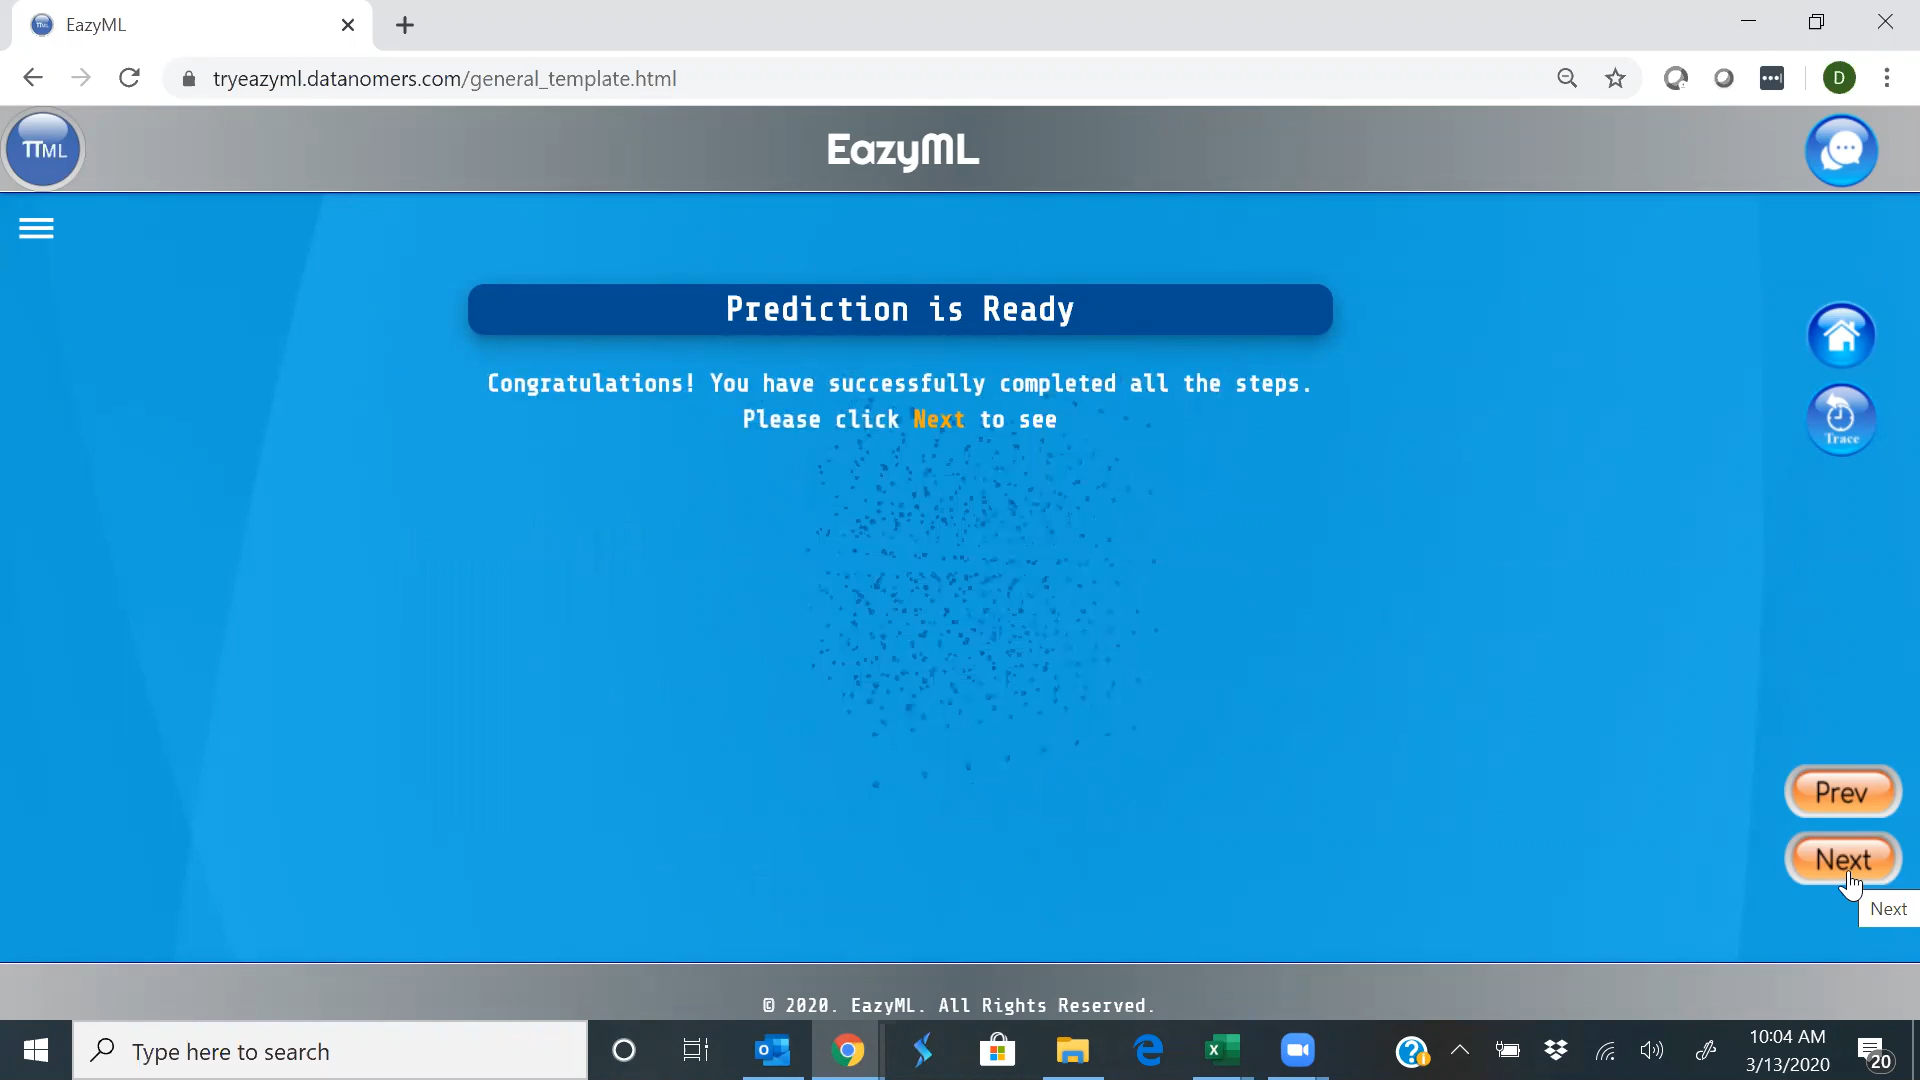 EazyML
tryeazyml.datanomers.com/general_template.html
D
πML
EazyML
Prediction is Ready
Congratulations! You have successfully completed all the steps.
Please click Next to see
Trace
Prev
Next
Next
© 2020. EazyML. All Rights Reserved.
Type here to search
10:04 AM
3/13/2020
20